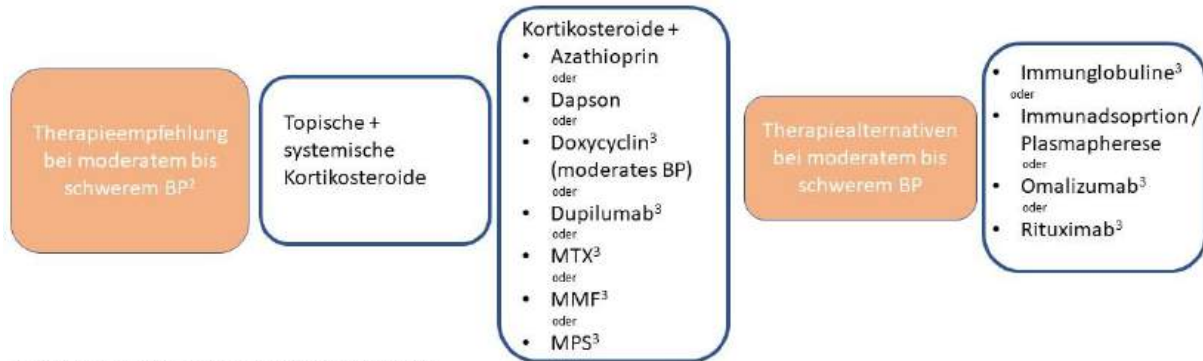 Therapieempfehlung
bei moderatem bis
schwerem BP²
Topische +
systemische
Kortikosteroide
Kortikosteroide +
• Azathioprin
oder
• Dapson
oder
• Doxycyclin³
(moderates BP)
oder
• Dupilumab³
oder
• MTX³
oder
• MMF³
oder
• MPS³
Therapiealternativen
bei moderatem bis
schwerem BP
• Immunglobuline³
oder
• Immunadsoprtion /
Plasmapherese
oder
• Omalizumab³
oder
• Rituximab³